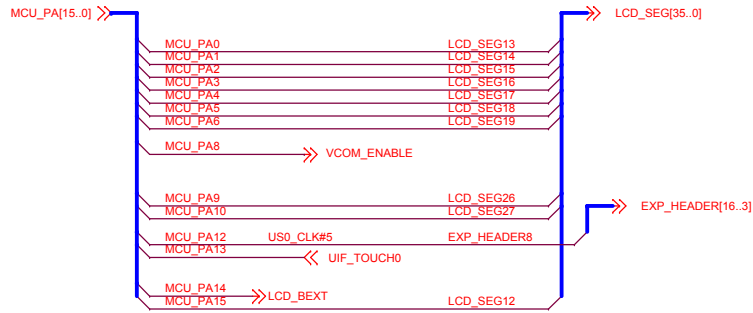 MCU_PA[15..0] LCD_SEG[35..0]
MCU_PA0 LCD_SEG13
MCU_PA1 LCD_SEG14
MCU_PA2 LCD_SEG15
MCU_PA3 LCD_SEG16
MCU_PA4 LCD_SEG17
MCU_PA5 LCD_SEG18
MCU_PA6 LCD_SEG19
MCU_PA8 VCOM_ENABLE
MCU_PA9 LCD_SEG26
EXP_HEADER[16..3]
MCU_PA10 LCD_SEG27
MCU_PA12 US0_CLK#5 EXP_HEADER8
MCU_PA13 UIF_TOUCH0
MCU_PA14 LCD_BEXT
MCU_PA15 LCD_SEG12